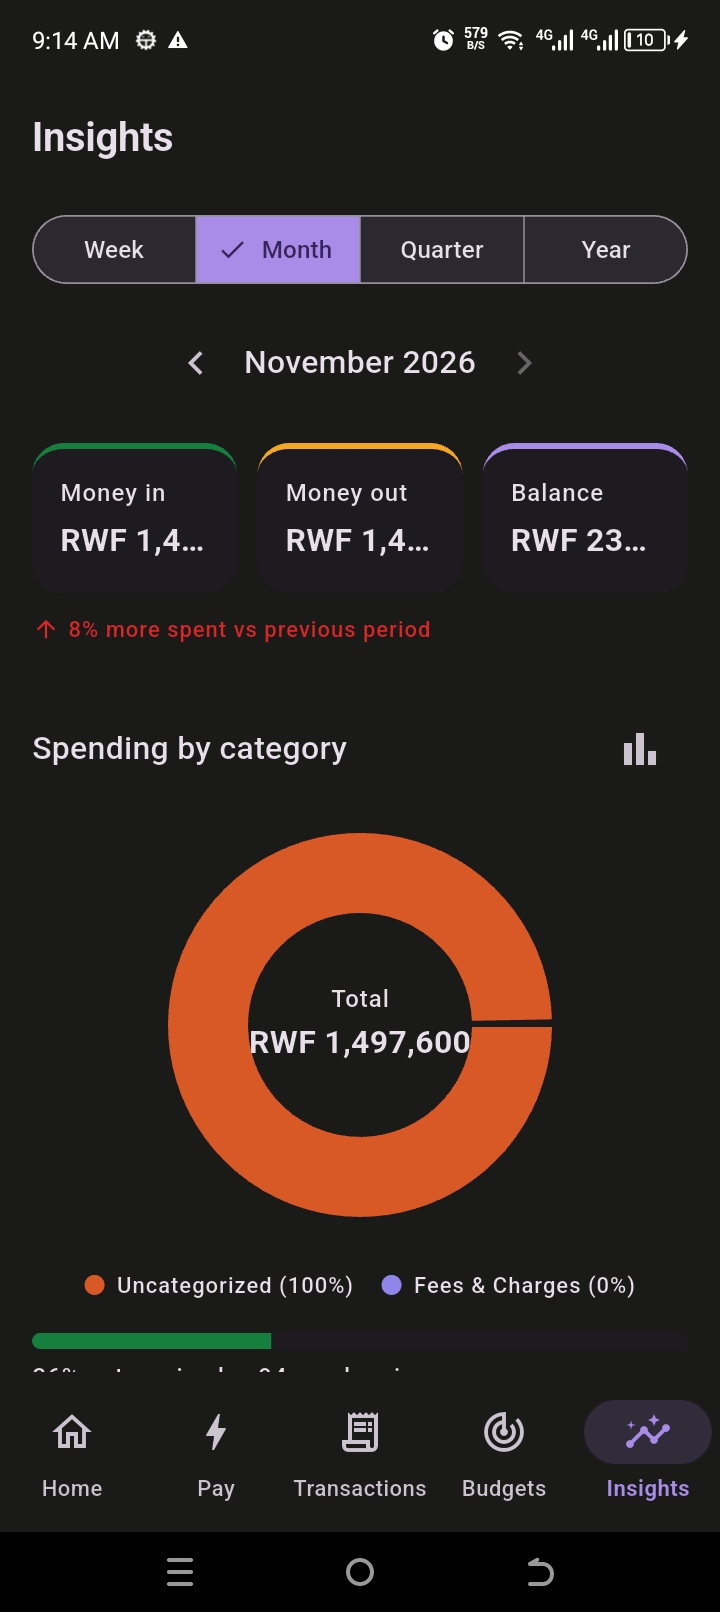 9:14 AM 579 B/S 4G 4G 10
Insights
Week Month Quarter Year
November 2026
Money in Money out Balance
RWF 1,4... RWF 1,4... RWF 23...
8% more spent vs previous period
Spending by category
Total
RWF 1,497,600
Uncategorized (100%) Fees & Charges (0%)
Home Pay Transactions Budgets Insights